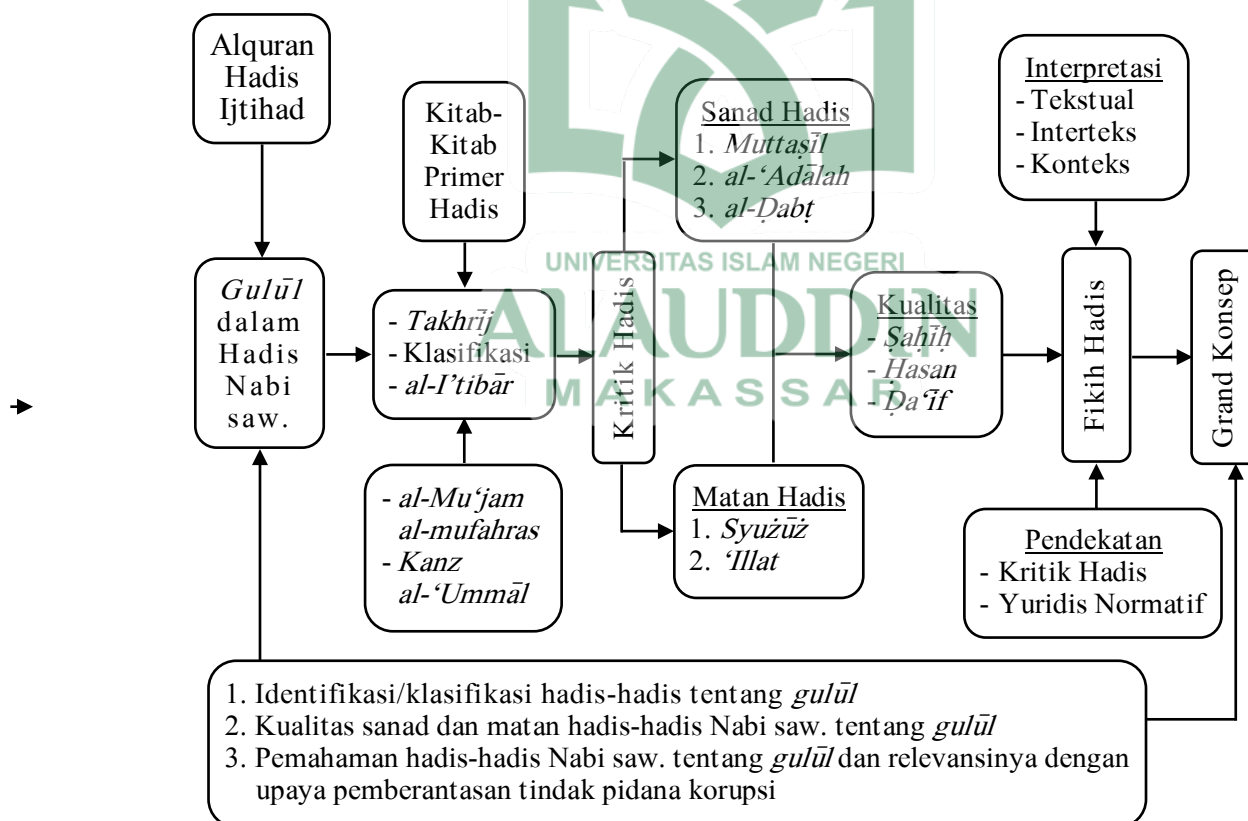 Alquran
Hadis
Ijtihad
Gulūl
dalam
Hadis
Nabi
saw.
Kitab-
Kitab
Primer
Hadis
- Takhrīj
- Klasifikasi
- al-I’tibār
- al-Mu‘jam
al-mufahras
- Kanz
al-‘Ummāl
Kritik Hadis
Sanad Hadis
1. Muttaṣīl
2. al-‘Adālah
3. al-Ḍabṭ
UNIVERSITAS ISLAM NEGERI
ALAUDDIN
MAKASSAR
Matan Hadis
1. Syużūż
2. ‘Illat
Kualitas
- Ṣaḥīḥ
- Ḥasan
- Ḍa‘īf
Interpretasi
- Tekstual
- Interteks
- Konteks
Fikih Hadis
Pendekatan
- Kritik Hadis
- Yuridis Normatif
Grand Konsep
1. Identifikasi/klasifikasi hadis-hadis tentang gulūl
2. Kualitas sanad dan matan hadis-hadis Nabi saw. tentang gulūl
3. Pemahaman hadis-hadis Nabi saw. tentang gulūl dan relevansinya dengan
upaya pemberantasan tindak pidana korupsi